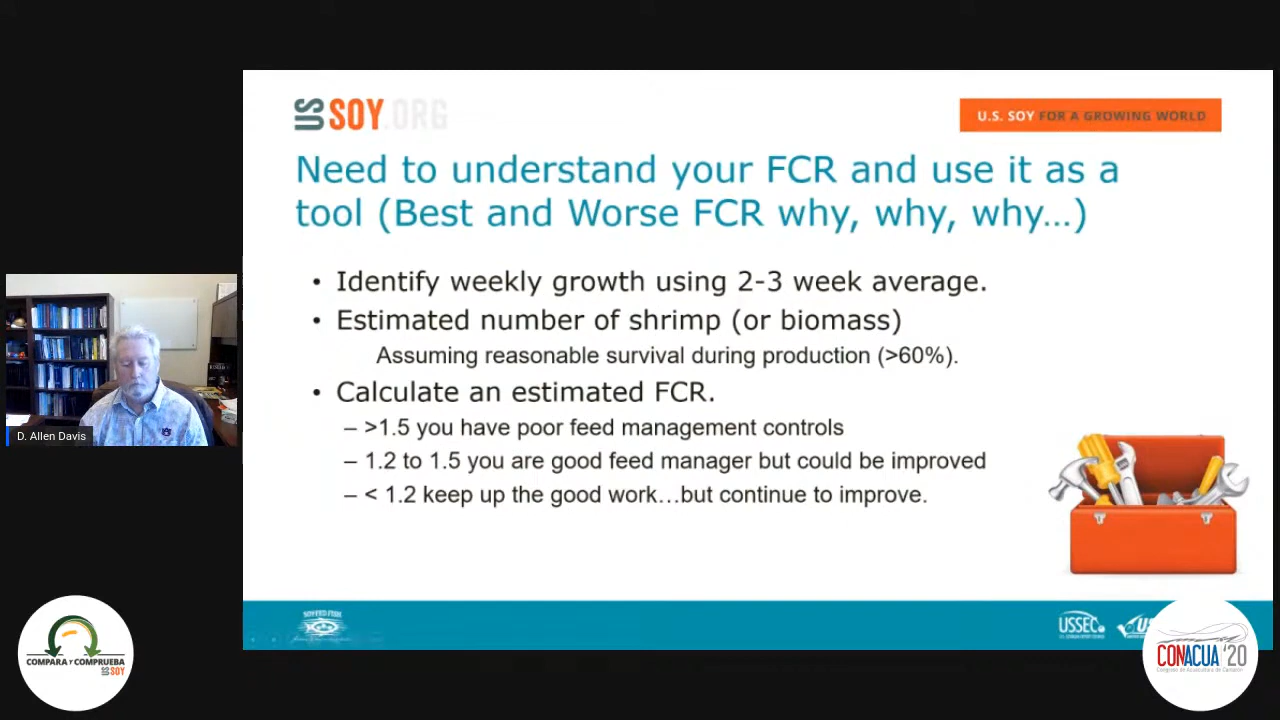 US SOY.ORG
U.S. SOY FOR A GROWING WORLD
Need to understand your FCR and use it as a
tool (Best and Worse FCR why, why, why…)
• Identify weekly growth using 2-3 week average.
• Estimated number of shrimp (or biomass)
Assuming reasonable survival during production (>60%).
• Calculate an estimated FCR.
– >1.5 you have poor feed management controls
– 1.2 to 1.5 you are good feed manager but could be improved
– < 1.2 keep up the good work…but continue to improve.
D. Allen Davis
COMPARA Y COMPRUEBA
US SOY
SOY FED FISH
USSEC
US
CONACUA '20